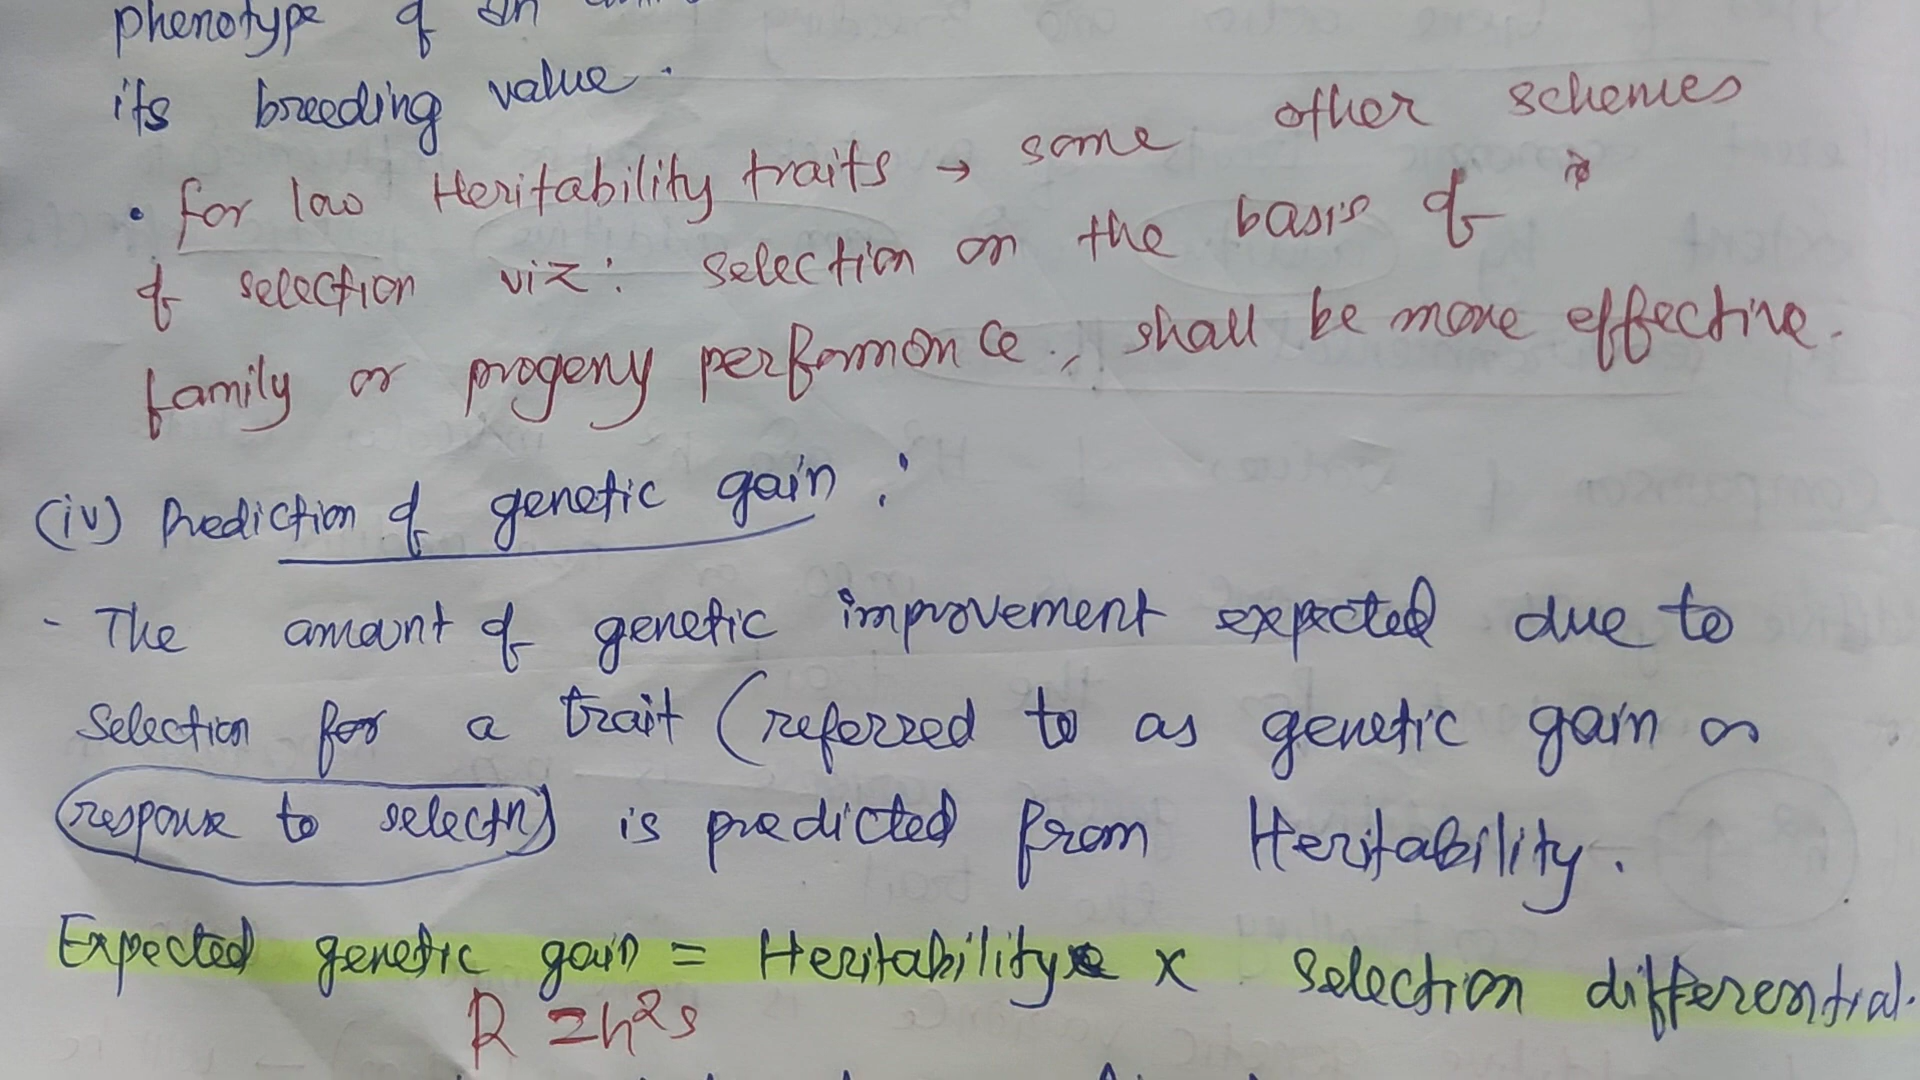 phenotype of an
its breeding value.
• for low Heritability traits → some other schemes
of selection viz: selection on the basis of
family or progeny performance, shall be more effective.
(iv) Prediction of genetic gain :
- The amount of genetic improvement expected due to
selection for a trait (referred to as genetic gain or
response to selectn) is predicted from Heritability.
Expected genetic gain = Heritability x Selection differential.
R = h²s